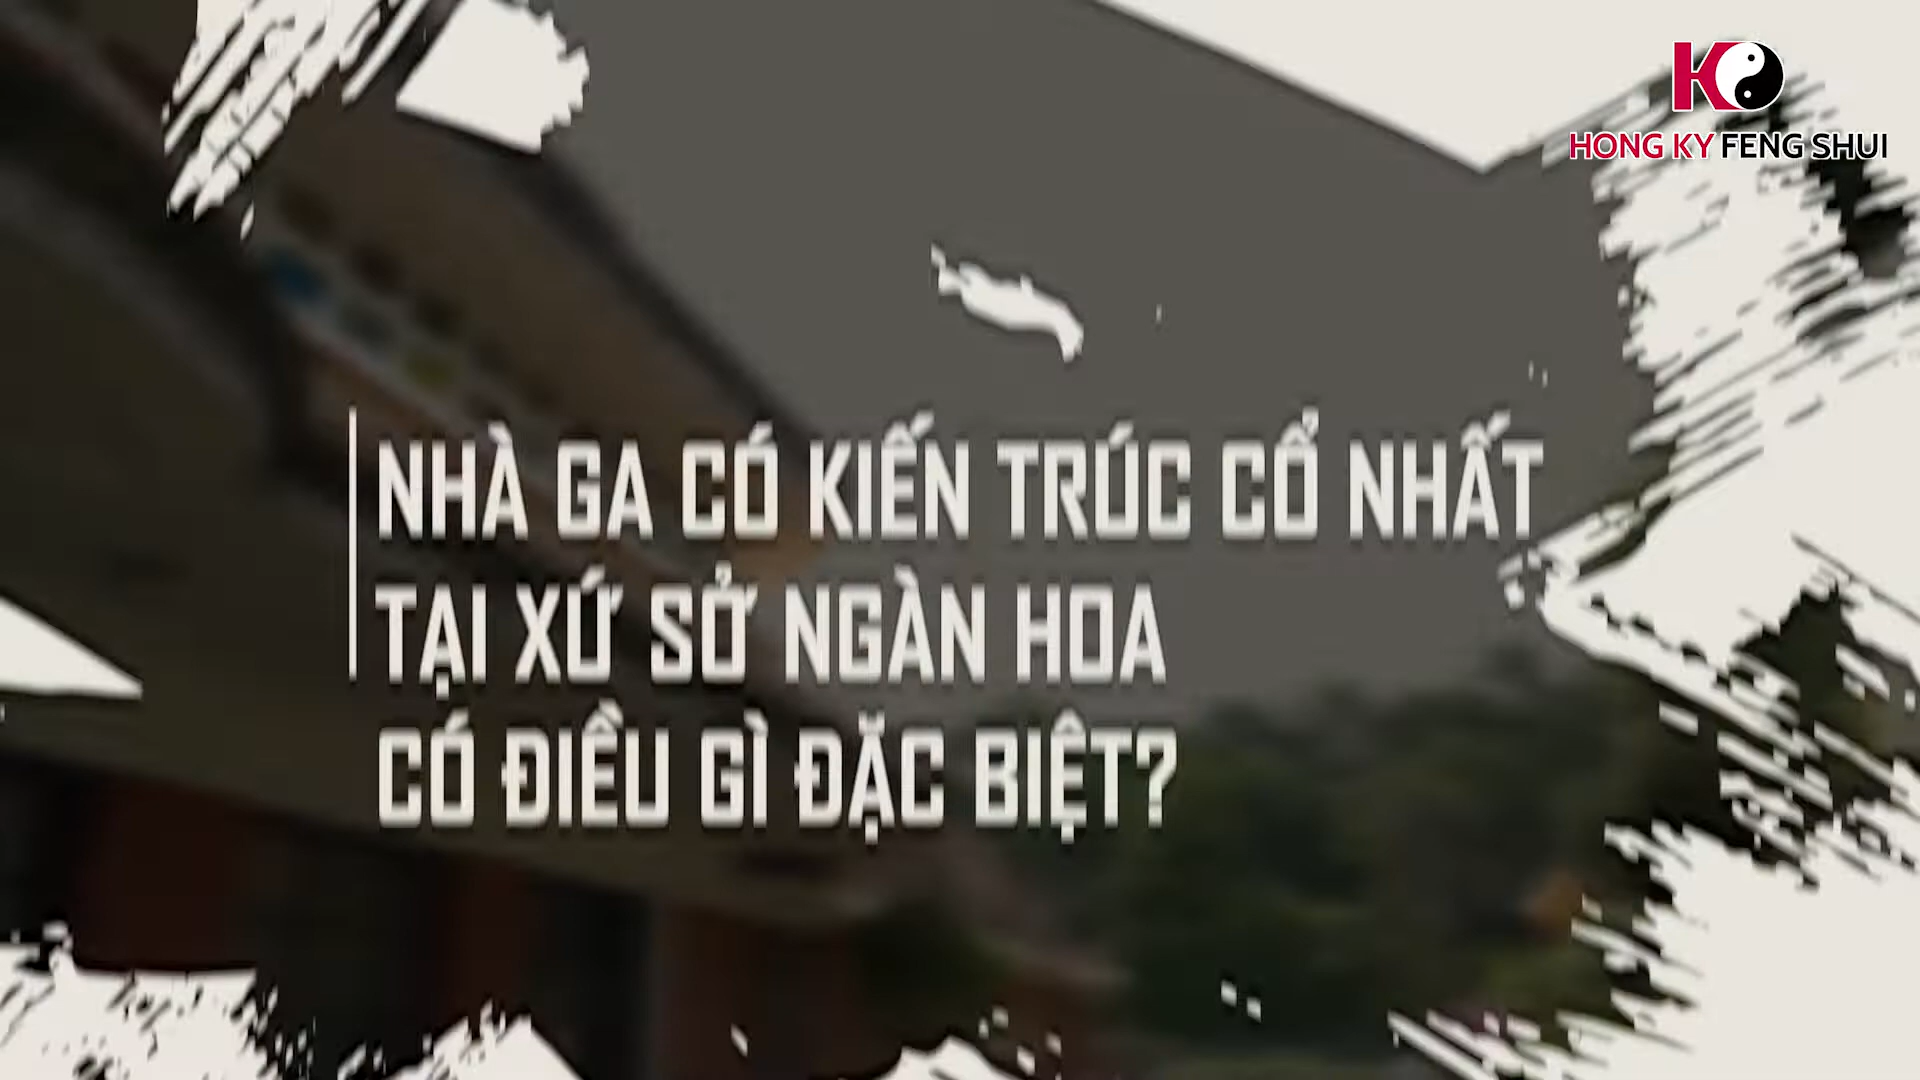 HONG KY FENG SHUI
NHÀ GA CÓ KIẾN TRÚC CỔ NHẤT
TẠI XỨ SỞ NGÀN HOA
CÓ ĐIỀU GÌ ĐẶC BIỆT?